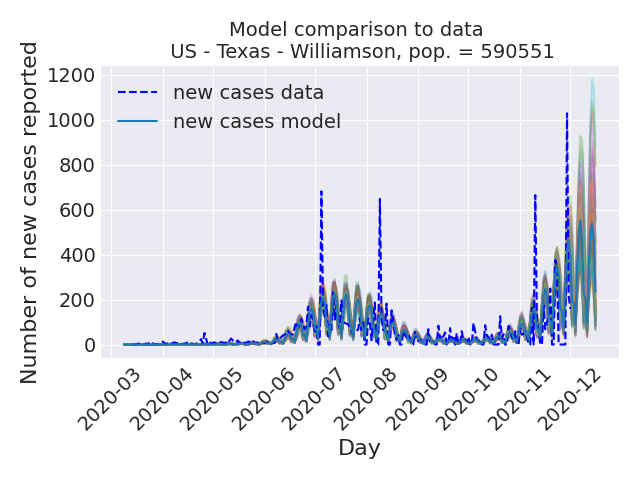 Model comparison to data
US - Texas - Williamson, pop. = 590551
Number of new cases reported
1200
1000
800
600
400
200
0
new cases data
new cases model
2020-03
2020-04
2020-05
2020-06
2020-07
2020-08
2020-09
2020-10
2020-11
2020-12
Day